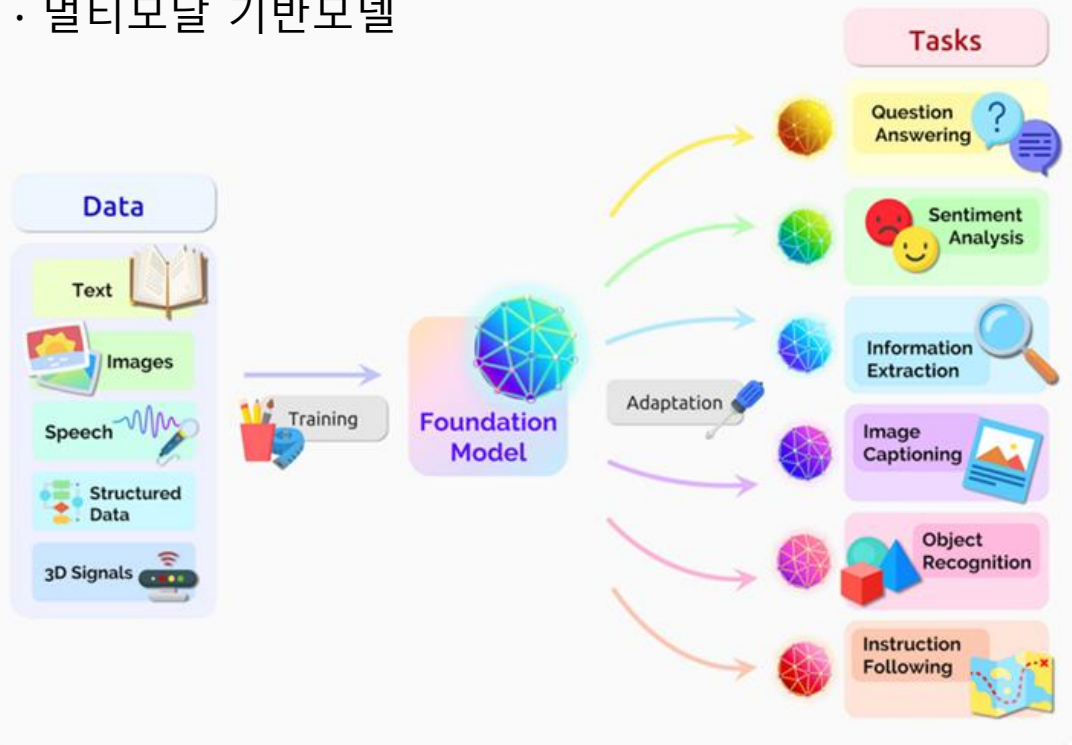 · 멀티모달 기반모델
Tasks
Data
Text
Images
Speech
Structured
Data
3D Signals
Training
Foundation
Model
Adaptation
Question
Answering
?
Sentiment
Analysis
Information
Extraction
Image
Captioning
Object
Recognition
Instruction
Following